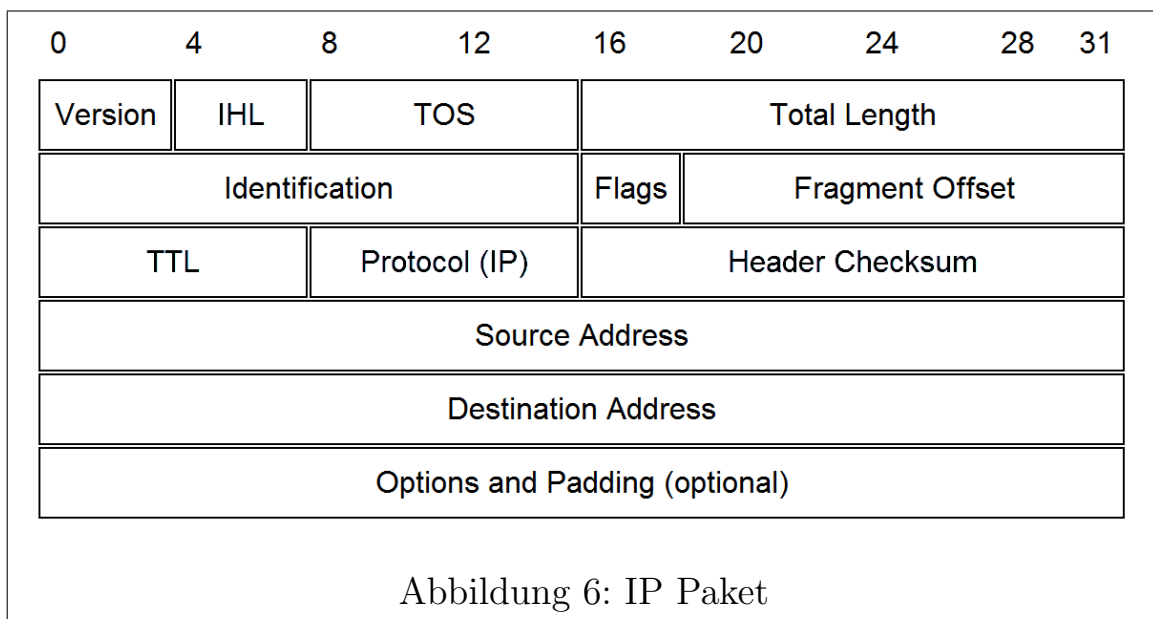 0 4 8 12 16 20 24 28 31
Version IHL TOS Total Length
Identification Flags Fragment Offset
TTL Protocol (IP) Header Checksum
Source Address
Destination Address
Options and Padding (optional)
Abbildung 6: IP Paket